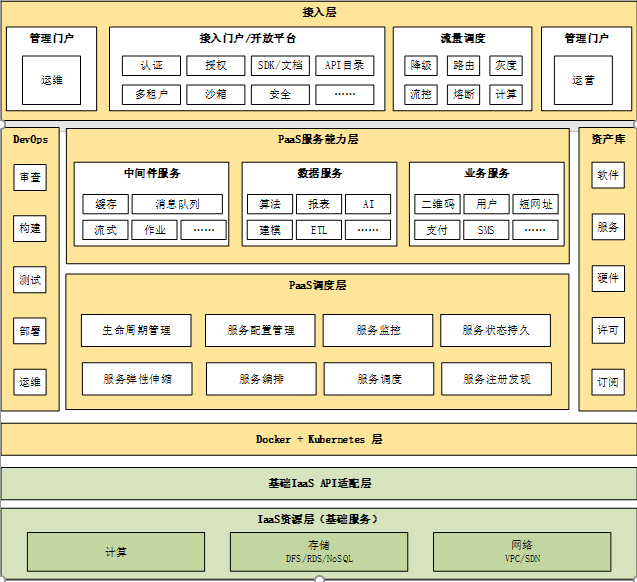 接入层
管理门户
运维
接入门户/开放平台
认证
授权
SDK/文档
API目录
多租户
沙箱
安全
……
流量调度
降级
路由
灰度
流控
熔断
计算
管理门户
运营
DevOps
审查
构建
测试
部署
运维
PaaS服务能力层
中间件服务
缓存
消息队列
流式
作业
……
数据服务
算法
报表
AI
建模
ETL
……
业务服务
二维码
用户
短网址
支付
SMS
……
PaaS调度层
生命周期管理
服务配置管理
服务监控
服务状态持久
服务弹性伸缩
服务编排
服务调度
服务注册发现
资产库
软件
服务
硬件
许可
订阅
Docker + Kubernetes 层
基础IaaS API适配层
IaaS资源层（基础服务）
计算
存储
DFS/RDS/NoSQL
网络
VPC/SDN